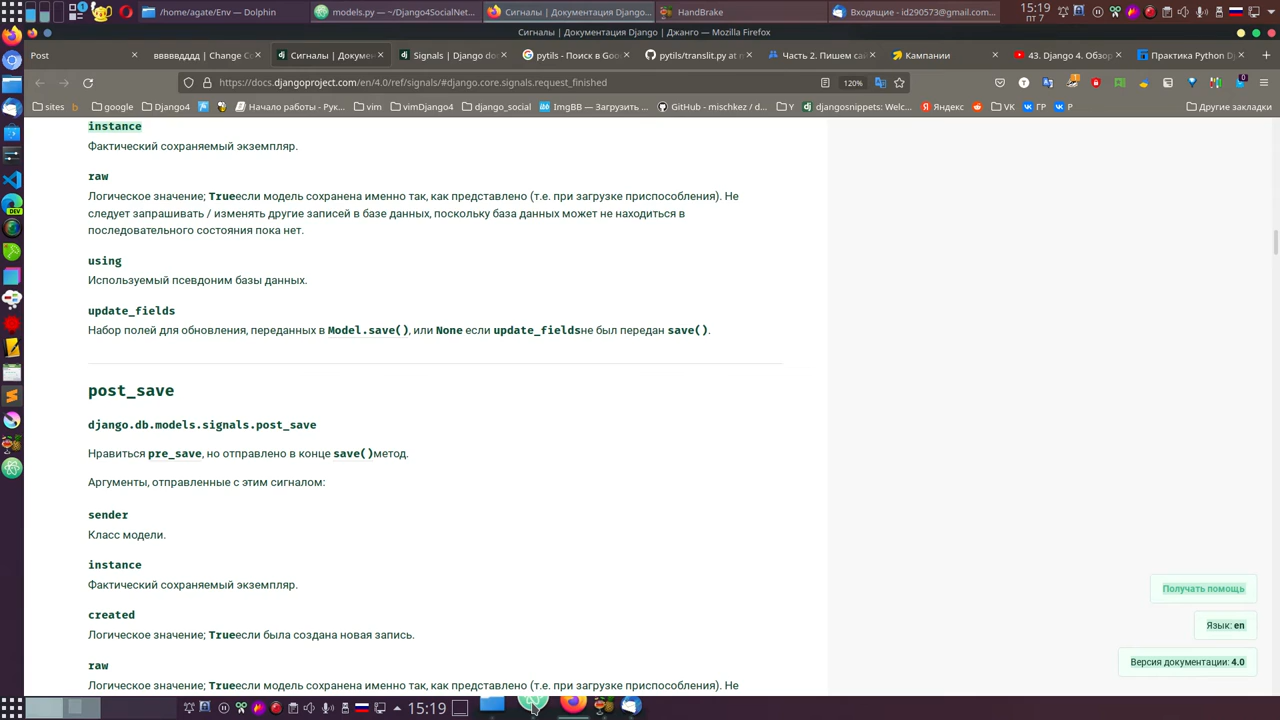 /home/agate/Env — Dolphin
models.py — ~/Django4SocialNet...
Сигналы | Документация Django...
HandBrake
Входящие - id290573@gmail.com...
15:19
пт 7
Сигналы | Документация Django | Джанго — Mozilla Firefox
Post
вввввдддд | Change C
Сигналы | Докумен
Signals | Django do
pytils - Поиск в Goo
pytils/translit.py at m
Часть 2. Пишем сай
Кампании
43. Django 4. Обзор
Практика Python Dj
https://docs.djangoproject.com/en/4.0/ref/signals/#django.core.signals.request_finished
120%
sites
google
Django4
Начало работы - Рук...
vim
vimDjango4
django_social
ImgBB — Загрузить ...
GitHub - mischkez / d...
Y
djangosnippets: Welc...
Яндекс
VK
ГР
P
Другие закладки
instance
Фактический сохраняемый экземпляр.
raw
Логическое значение; Trueесли модель сохранена именно так, как представлено (т.е. при загрузке приспособления). Не
следует запрашивать / изменять другие записей в базе данных, поскольку база данных может не находиться в
последовательного состояния пока нет.
using
Используемый псевдоним базы данных.
update_fields
Набор полей для обновления, переданных в Model.save(), или None если update_fieldsне был передан save().
post_save
django.db.models.signals.post_save
Нравиться pre_save, но отправлено в конце save()метод.
Аргументы, отправленные с этим сигналом:
sender
Класс модели.
instance
Фактический сохраняемый экземпляр.
created
Логическое значение; Trueесли была создана новая запись.
raw
Логическое значение; Trueесли модель сохранена именно так, как представлено (т.е. при загрузке приспособления). Не
Получать помощь
Язык: en
Версия документации: 4.0
15:19